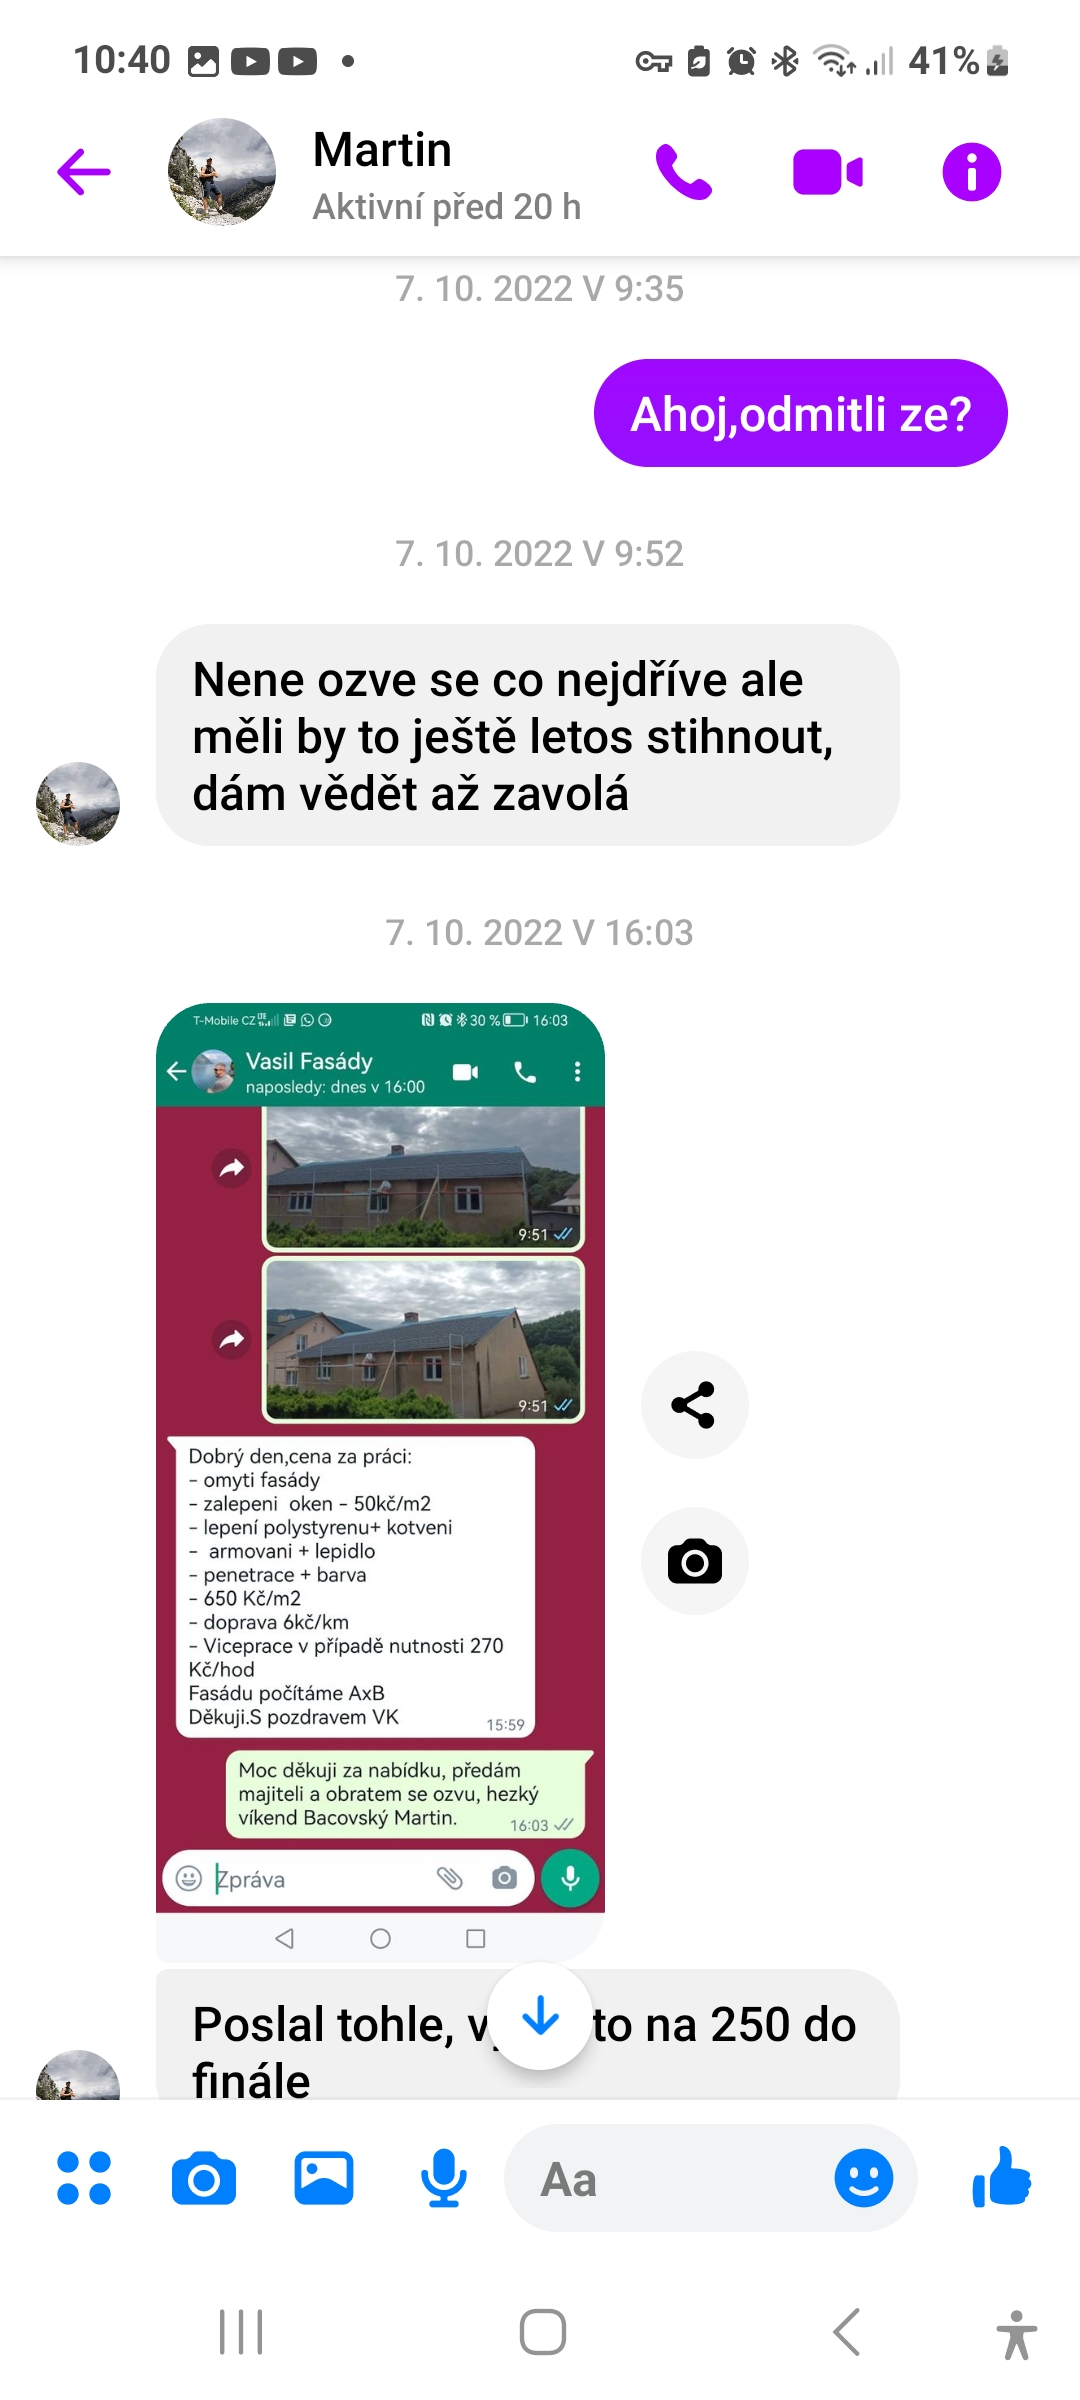 10:40
41%
Martin
Aktivní před 20 h
7. 10. 2022 V 9:35
Ahoj,odmitli ze?
7. 10. 2022 V 9:52
Nene ozve se co nejdříve ale
měli by to ještě letos stihnout,
dám vědět až zavolá
7. 10. 2022 V 16:03
T-Mobile CZ
30 %
16:03
Vasil Fasády
naposledy: dnes v 16:00
9:51
9:51
Dobrý den,cena za práci:
- omyti fasády
- zalepeni  oken - 50kč/m2
- lepení polystyrenu+ kotveni
-  armovani + lepidlo
- penetrace + barva
- 650 Kč/m2
- doprava 6kč/km
- Viceprace v případě nutnosti 270
Kč/hod
Fasádu počítáme AxB
Děkuji.S pozdravem VK
15:59
Moc děkuji za nabídku, předám
majiteli a obratem se ozvu, hezký
víkend Bacovský Martin.
16:03
Zpráva
Poslal tohle, to na 250 do
finále
Aa